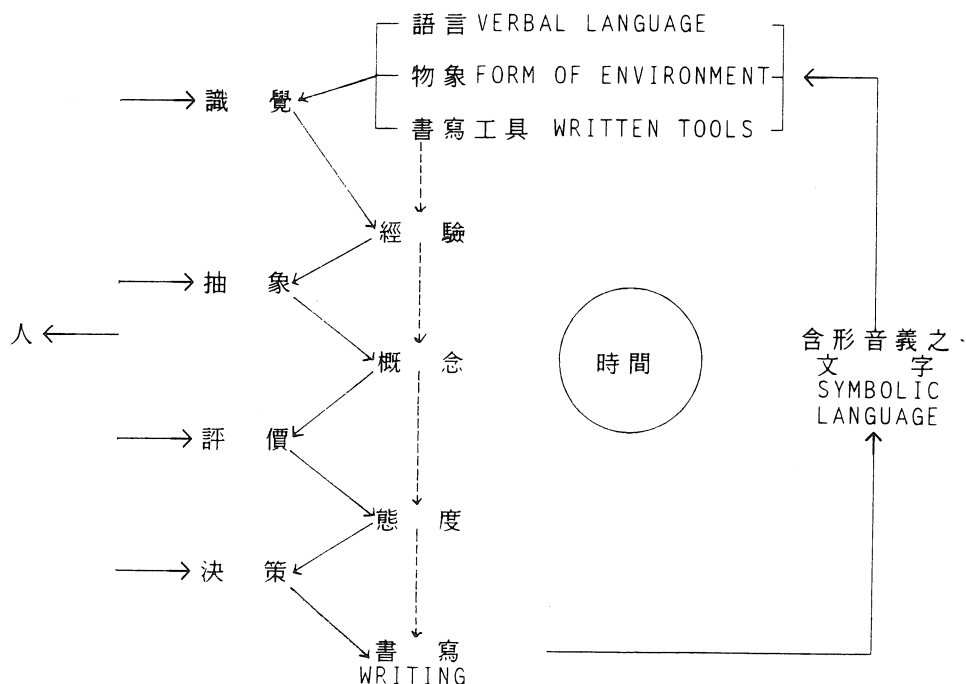 語言 VERBAL LANGUAGE
物象 FORM OF ENVIRONMENT
識覺
書寫工具 WRITTEN TOOLS
經驗
抽象
人
概念
時間
含形音義之
文字
SYMBOLIC
LANGUAGE
評價
態度
決策
書寫
WRITING